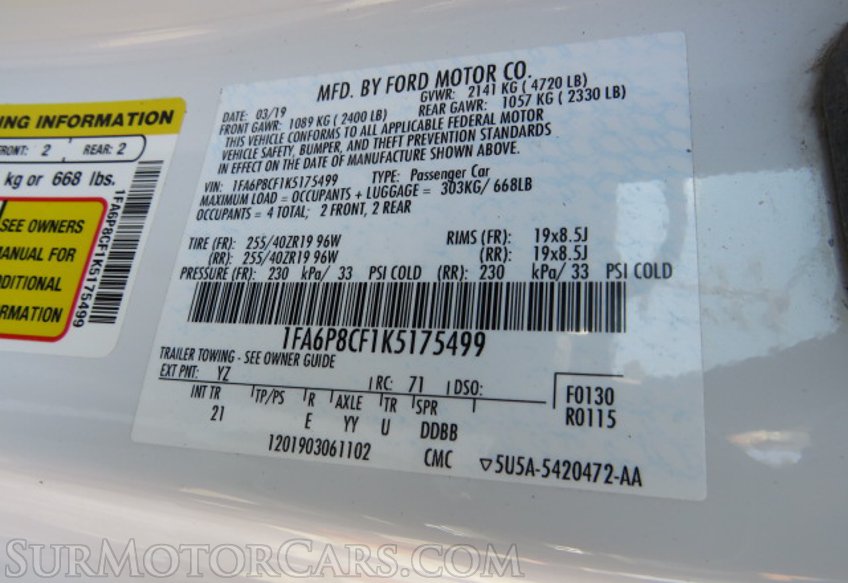 NG INFORMATION
FRONT: 2 REAR: 2
kg or 668 lbs.
SEE OWNERS
MANUAL FOR
ADDITIONAL
INFORMATION
1FA6P8CF1K5175499
MFD. BY FORD MOTOR CO.
DATE: 03/19 GVWR: 2141 KG ( 4720 LB)
FRONT GAWR: 1089 KG ( 2400 LB) REAR GAWR: 1057 KG ( 2330 LB)
THIS VEHICLE CONFORMS TO ALL APPLICABLE FEDERAL MOTOR
VEHICLE SAFETY, BUMPER, AND THEFT PREVENTION STANDARDS
IN EFFECT ON THE DATE OF MANUFACTURE SHOWN ABOVE.
VIN: 1FA6P8CF1K5175499 TYPE: Passenger Car
MAXIMUM LOAD = OCCUPANTS + LUGGAGE = 303KG/ 668LB
OCCUPANTS = 4 TOTAL; 2 FRONT, 2 REAR
TIRE (FR): 255/40ZR19 96W RIMS (FR): 19x8.5J
(RR): 255/40ZR19 96W (RR): 19x8.5J
PRESSURE (FR): 230 kPa/ 33 PSI COLD (RR): 230 kPa/ 33 PSI COLD
1FA6P8CF1K5175499
TRAILER TOWING - SEE OWNER GUIDE
EXT PNT: YZ RC: 71 DSO: F0130
INT TR TP/PS R AXLE TR SPR R0115
21 E YY U DDBB
1201903061102 CMC ▽5U5A-5420472-AA
SURMOTORCARS.COM